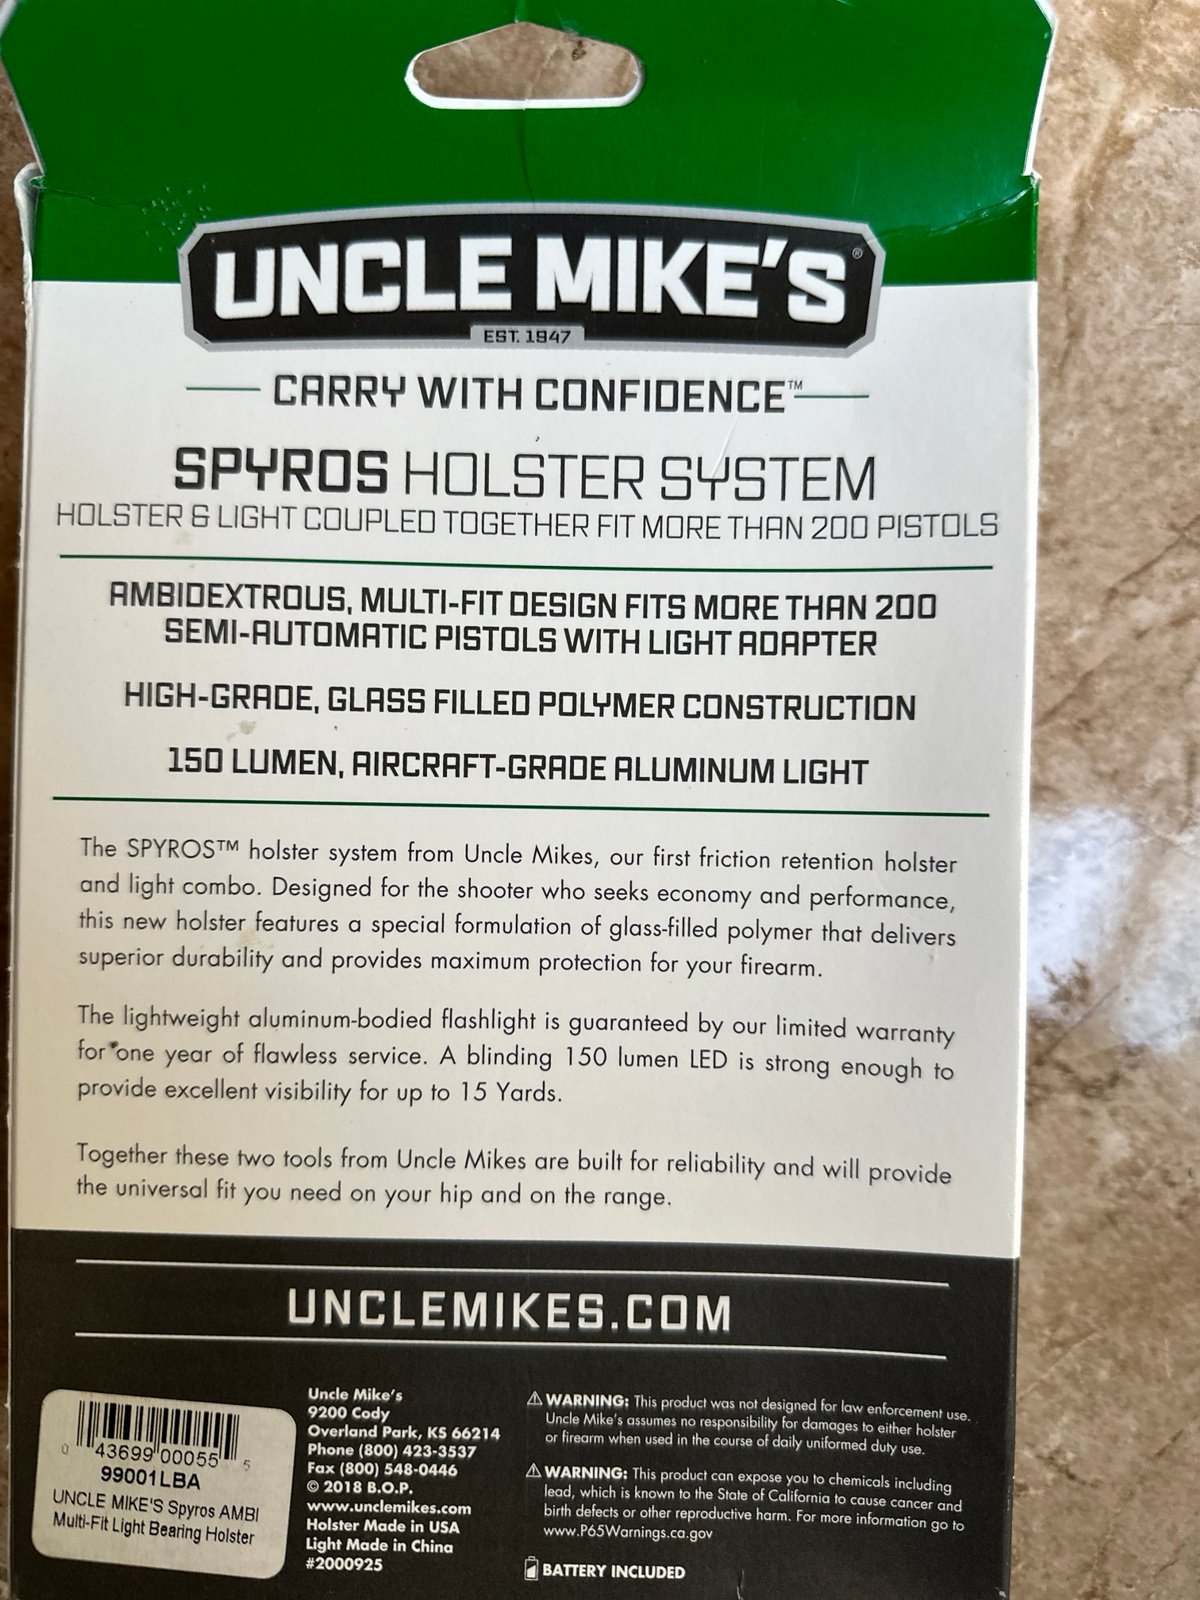 UNCLE MIKE'S®
EST. 1947
CARRY WITH CONFIDENCE™
SPYROS HOLSTER SYSTEM
HOLSTER & LIGHT COUPLED TOGETHER FIT MORE THAN 200 PISTOLS
AMBIDEXTROUS, MULTI-FIT DESIGN FITS MORE THAN 200
SEMI-AUTOMATIC PISTOLS WITH LIGHT ADAPTER
HIGH-GRADE, GLASS FILLED POLYMER CONSTRUCTION
150 LUMEN, AIRCRAFT-GRADE ALUMINUM LIGHT
The SPYROS™ holster system from Uncle Mikes, our first friction retention holster
and light combo. Designed for the shooter who seeks economy and performance,
this new holster features a special formulation of glass-filled polymer that delivers
superior durability and provides maximum protection for your firearm.
The lightweight aluminum-bodied flashlight is guaranteed by our limited warranty
for one year of flawless service. A blinding 150 lumen LED is strong enough to
provide excellent visibility for up to 15 Yards.
Together these two tools from Uncle Mikes are built for reliability and will provide
the universal fit you need on your hip and on the range.
UNCLEMIKES.COM
0 43699 00055 5
99001LBA
UNCLE MIKE'S Spyros AMBI
Multi-Fit Light Bearing Holster
Uncle Mike's
9200 Cody
Overland Park, KS 66214
Phone (800) 423-3537
Fax (800) 548-0446
© 2018 B.O.P.
www.unclemikes.com
Holster Made in USA
Light Made in China
#2000925
⚠ WARNING: This product was not designed for law enforcement use.
Uncle Mike's assumes no responsibility for damages to either holster
or firearm when used in the course of daily uniformed duty use.
⚠ WARNING: This product can expose you to chemicals including
lead, which is known to the State of California to cause cancer and
birth defects or other reproductive harm. For more information go to
www.P65Warnings.ca.gov
BATTERY INCLUDED